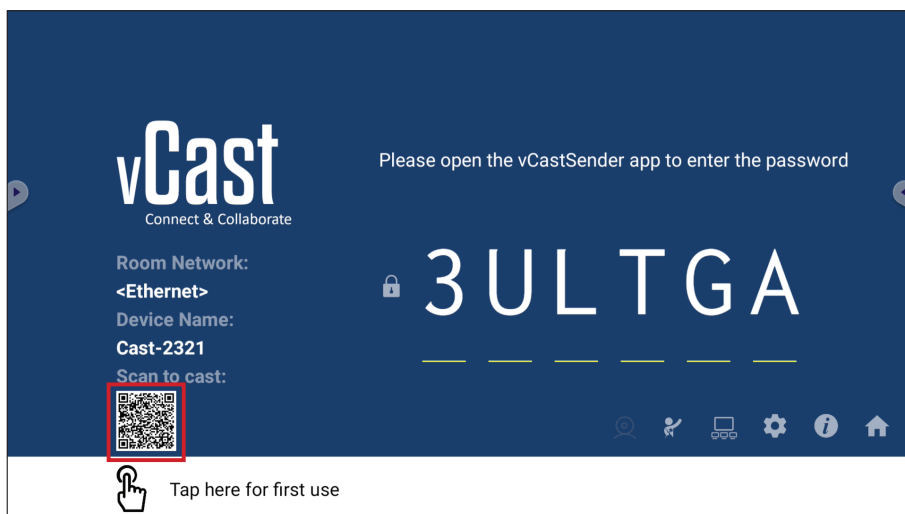 vCast
Connect & Collaborate
Please open the vCastSender app to enter the password
Room Network:
<Ethernet>
Device Name:
Cast-2321
Scan to cast:
3ULTGA
Tap here for first use